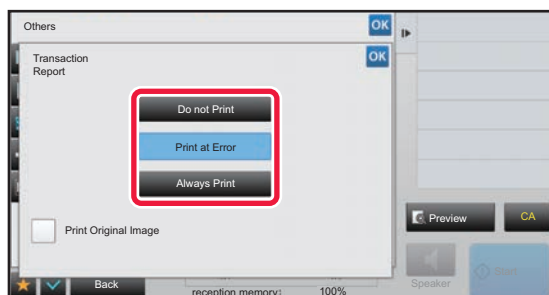 Others
OK
Transaction
Report
OK
Do not Print
Print at Error
Always Print
Print Original Image
Preview
CA
Back
reception memory:
100%
Speaker
Start